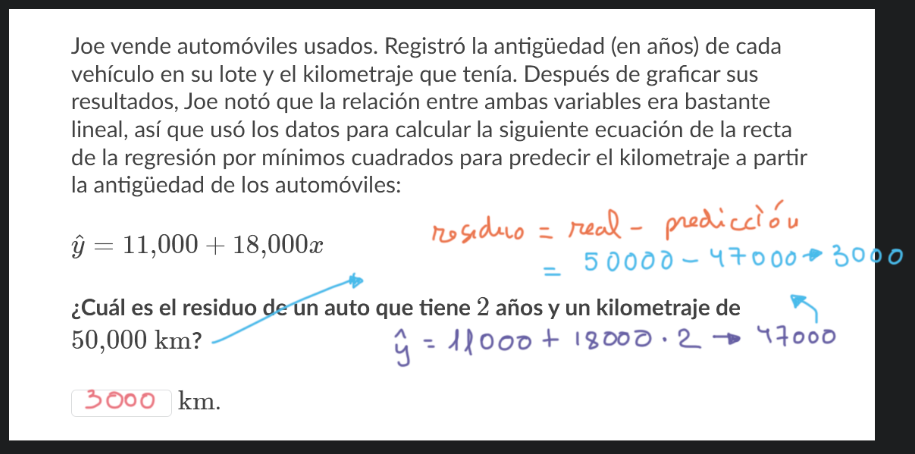 Joe vende automóviles usados. Registró la antigüedad (en años) de cada
vehículo en su lote y el kilometraje que tenía. Después de graficar sus
resultados, Joe notó que la relación entre ambas variables era bastante
lineal, así que usó los datos para calcular la siguiente ecuación de la recta
de la regresión por mínimos cuadrados para predecir el kilometraje a partir
la antigüedad de los automóviles:
residuo = real - predicción
ŷ = 11,000 + 18,000x
= 50000 - 47000 → 3000
¿Cuál es el residuo de un auto que tiene 2 años y un kilometraje de
50,000 km?
ŷ = 11000 + 18000 · 2 → 47000
3000 km.